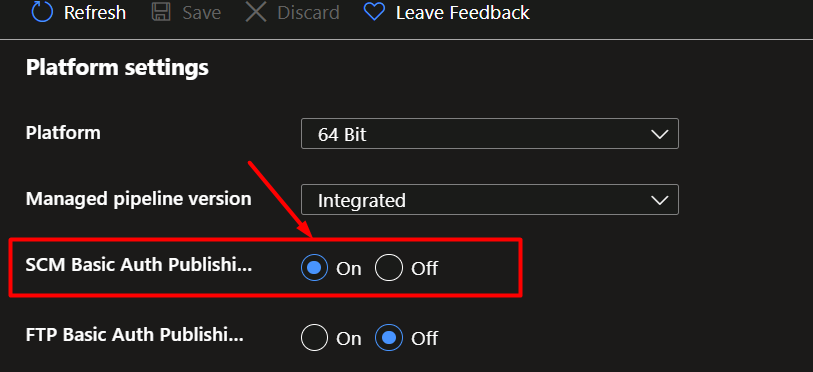 Refresh Save Discard Leave Feedback
Platform settings
Platform 64 Bit
Managed pipeline version Integrated
SCM Basic Auth Publishi... On Off
FTP Basic Auth Publishi... On Off